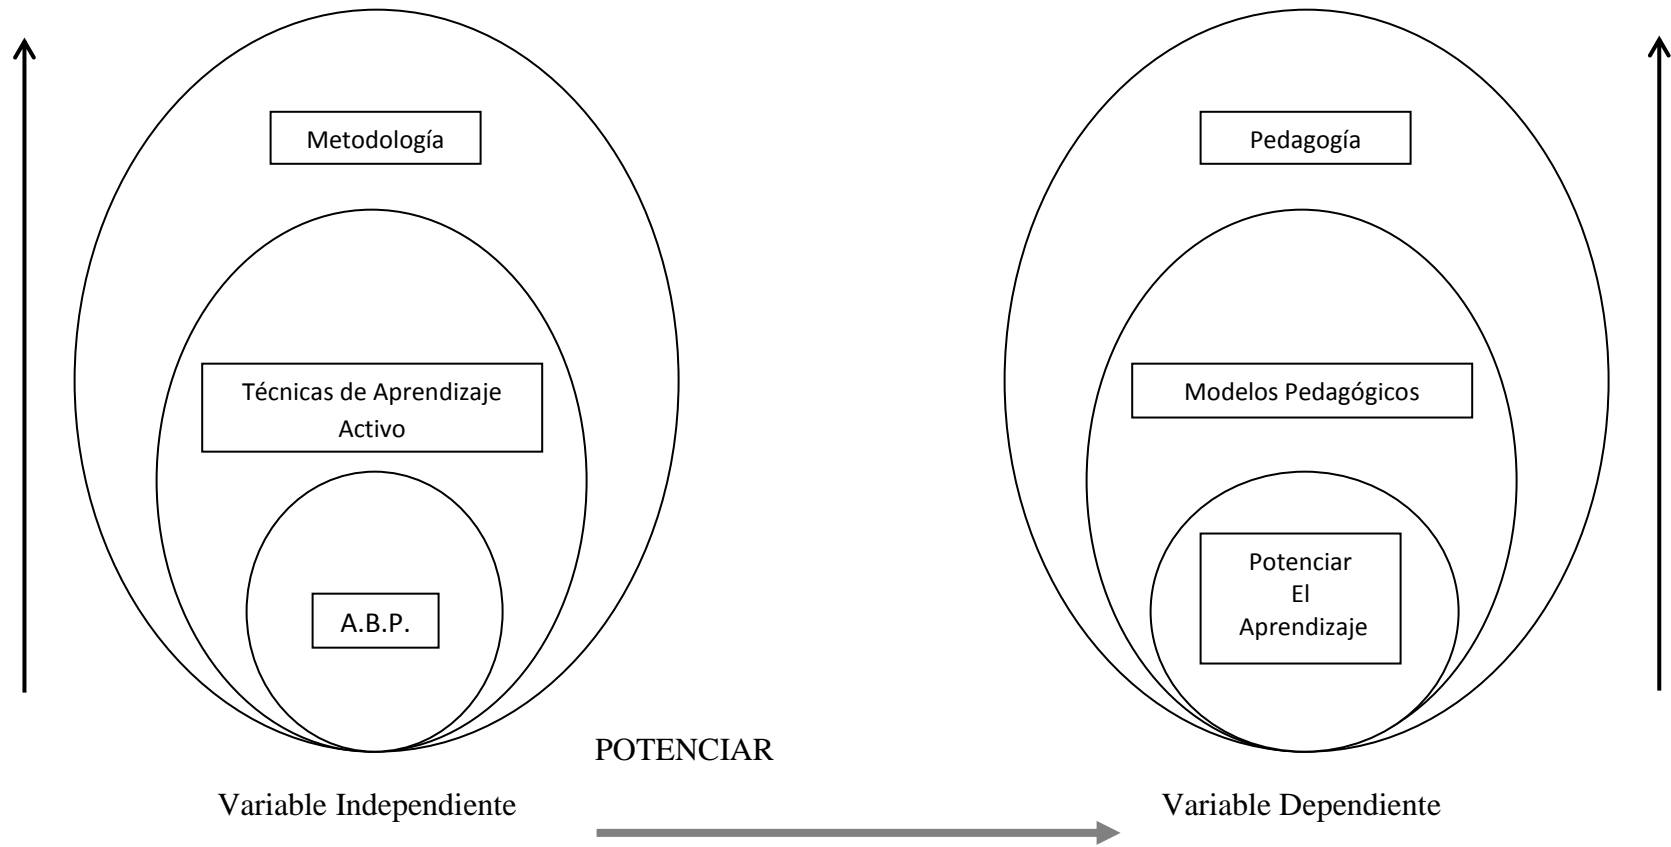 Metodología
Pedagogía
Técnicas de Aprendizaje
Activo
Modelos Pedagógicos
A.B.P.
Potenciar
El
Aprendizaje
POTENCIAR
Variable Independiente
Variable Dependiente